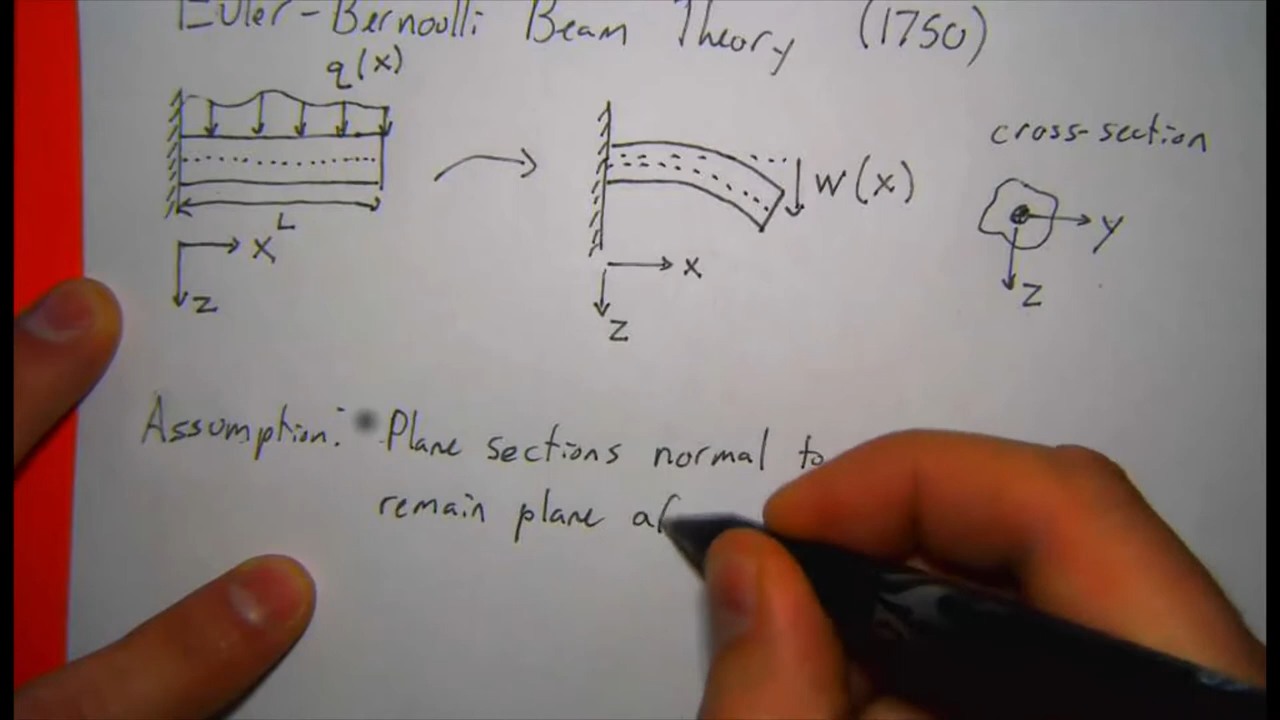 Euler-Bernoulli Beam Theory (1750)
q(x)
cross-section
w(x)
L
x
z
x
z
y
z
Assumption: • Plane sections normal to
remain plane af